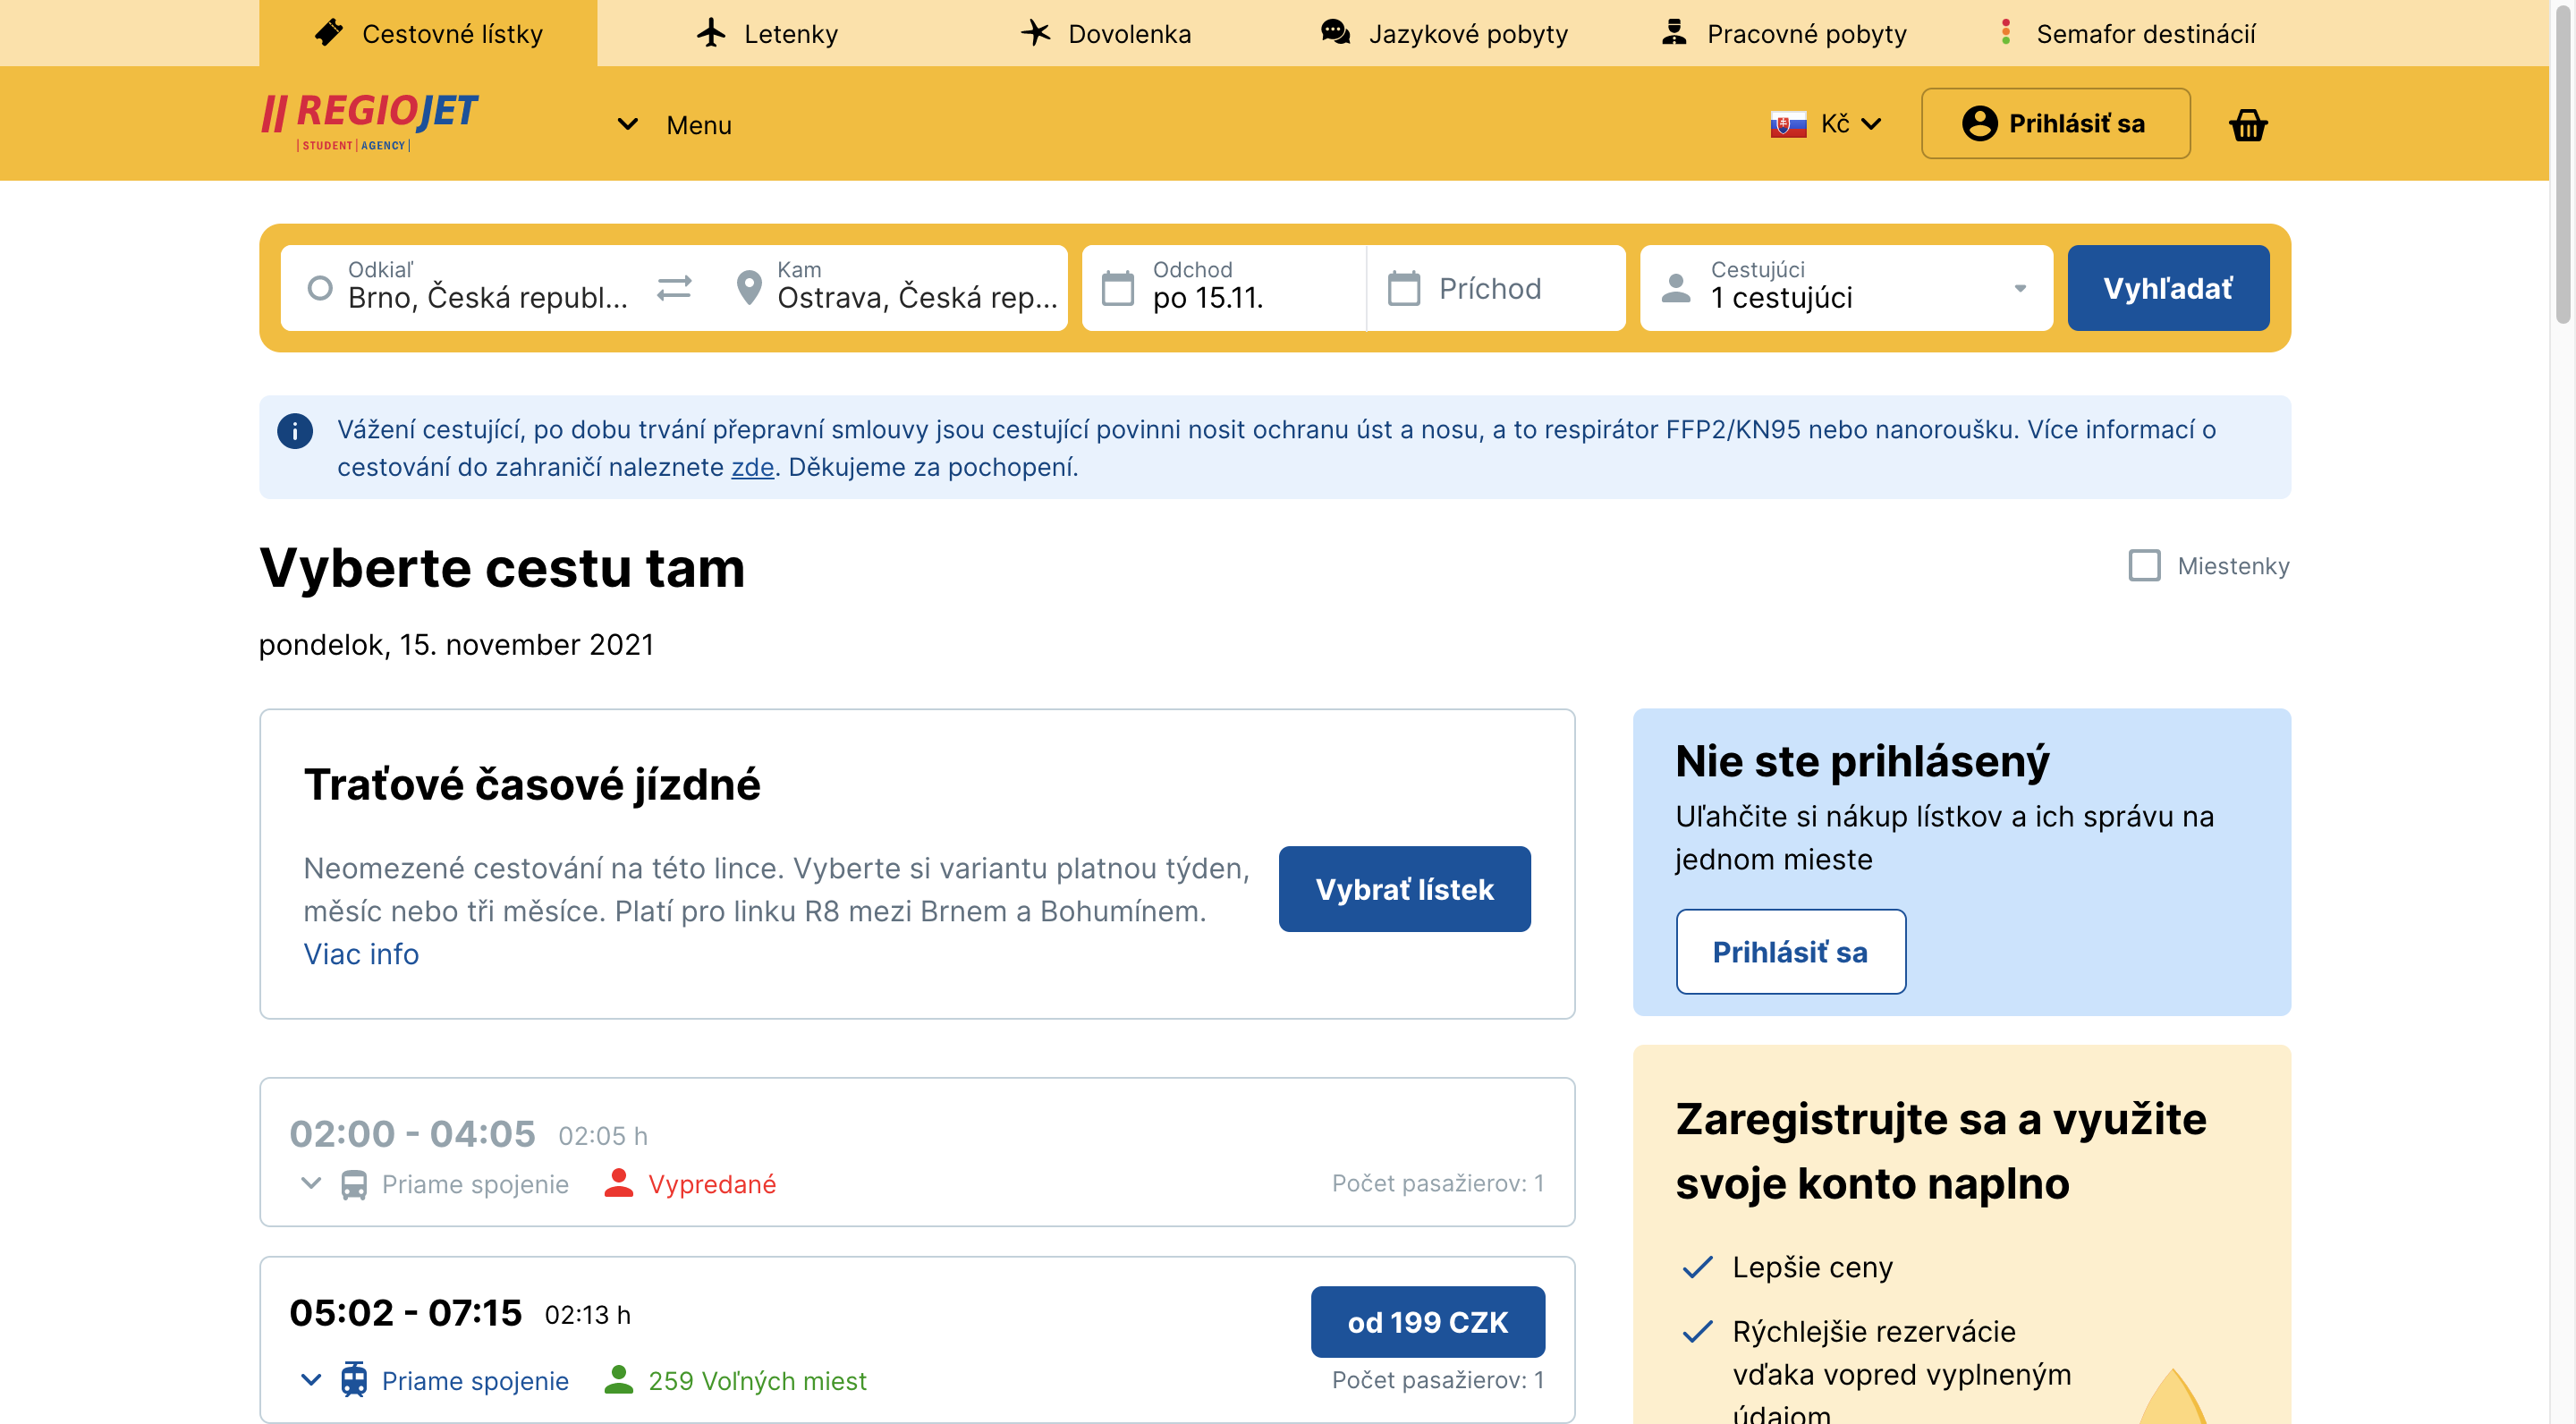 Cestovné lístky
Letenky
Dovolenka
Jazykové pobyty
Pracovné pobyty
Semafor destinácií
REGIOJET
STUDENT AGENCY
Menu
Kč
Prihlásiť sa
Odkiaľ
Brno, Česká republ...
Kam
Ostrava, Česká rep...
Odchod
po 15.11.
Príchod
Cestujúci
1 cestujúci
Vyhľadať
Vážení cestující, po dobu trvání přepravní smlouvy jsou cestující povinni nosit ochranu úst a nosu, a to respirátor FFP2/KN95 nebo nanoroušku. Více informací o
cestování do zahraničí naleznete zde. Děkujeme za pochopení.
Vyberte cestu tam
Miestenky
pondelok, 15. november 2021
Traťové časové jízdné
Neomezené cestování na této lince. Vyberte si variantu platnou týden,
měsíc nebo tři měsíce. Platí pro linku R8 mezi Brnem a Bohumínem.
Viac info
Vybrať lístek
Nie ste prihlásený
Uľahčite si nákup lístkov a ich správu na
jednom mieste
Prihlásiť sa
02:00 - 04:05 02:05 h
Priame spojenie
Vypredané
Počet pasažierov: 1
05:02 - 07:15 02:13 h
od 199 CZK
Priame spojenie
259 Voľných miest
Počet pasažierov: 1
Zaregistrujte sa a využite
svoje konto naplno
Lepšie ceny
Rýchlejšie rezervácie
vďaka vopred vyplneným
údajom